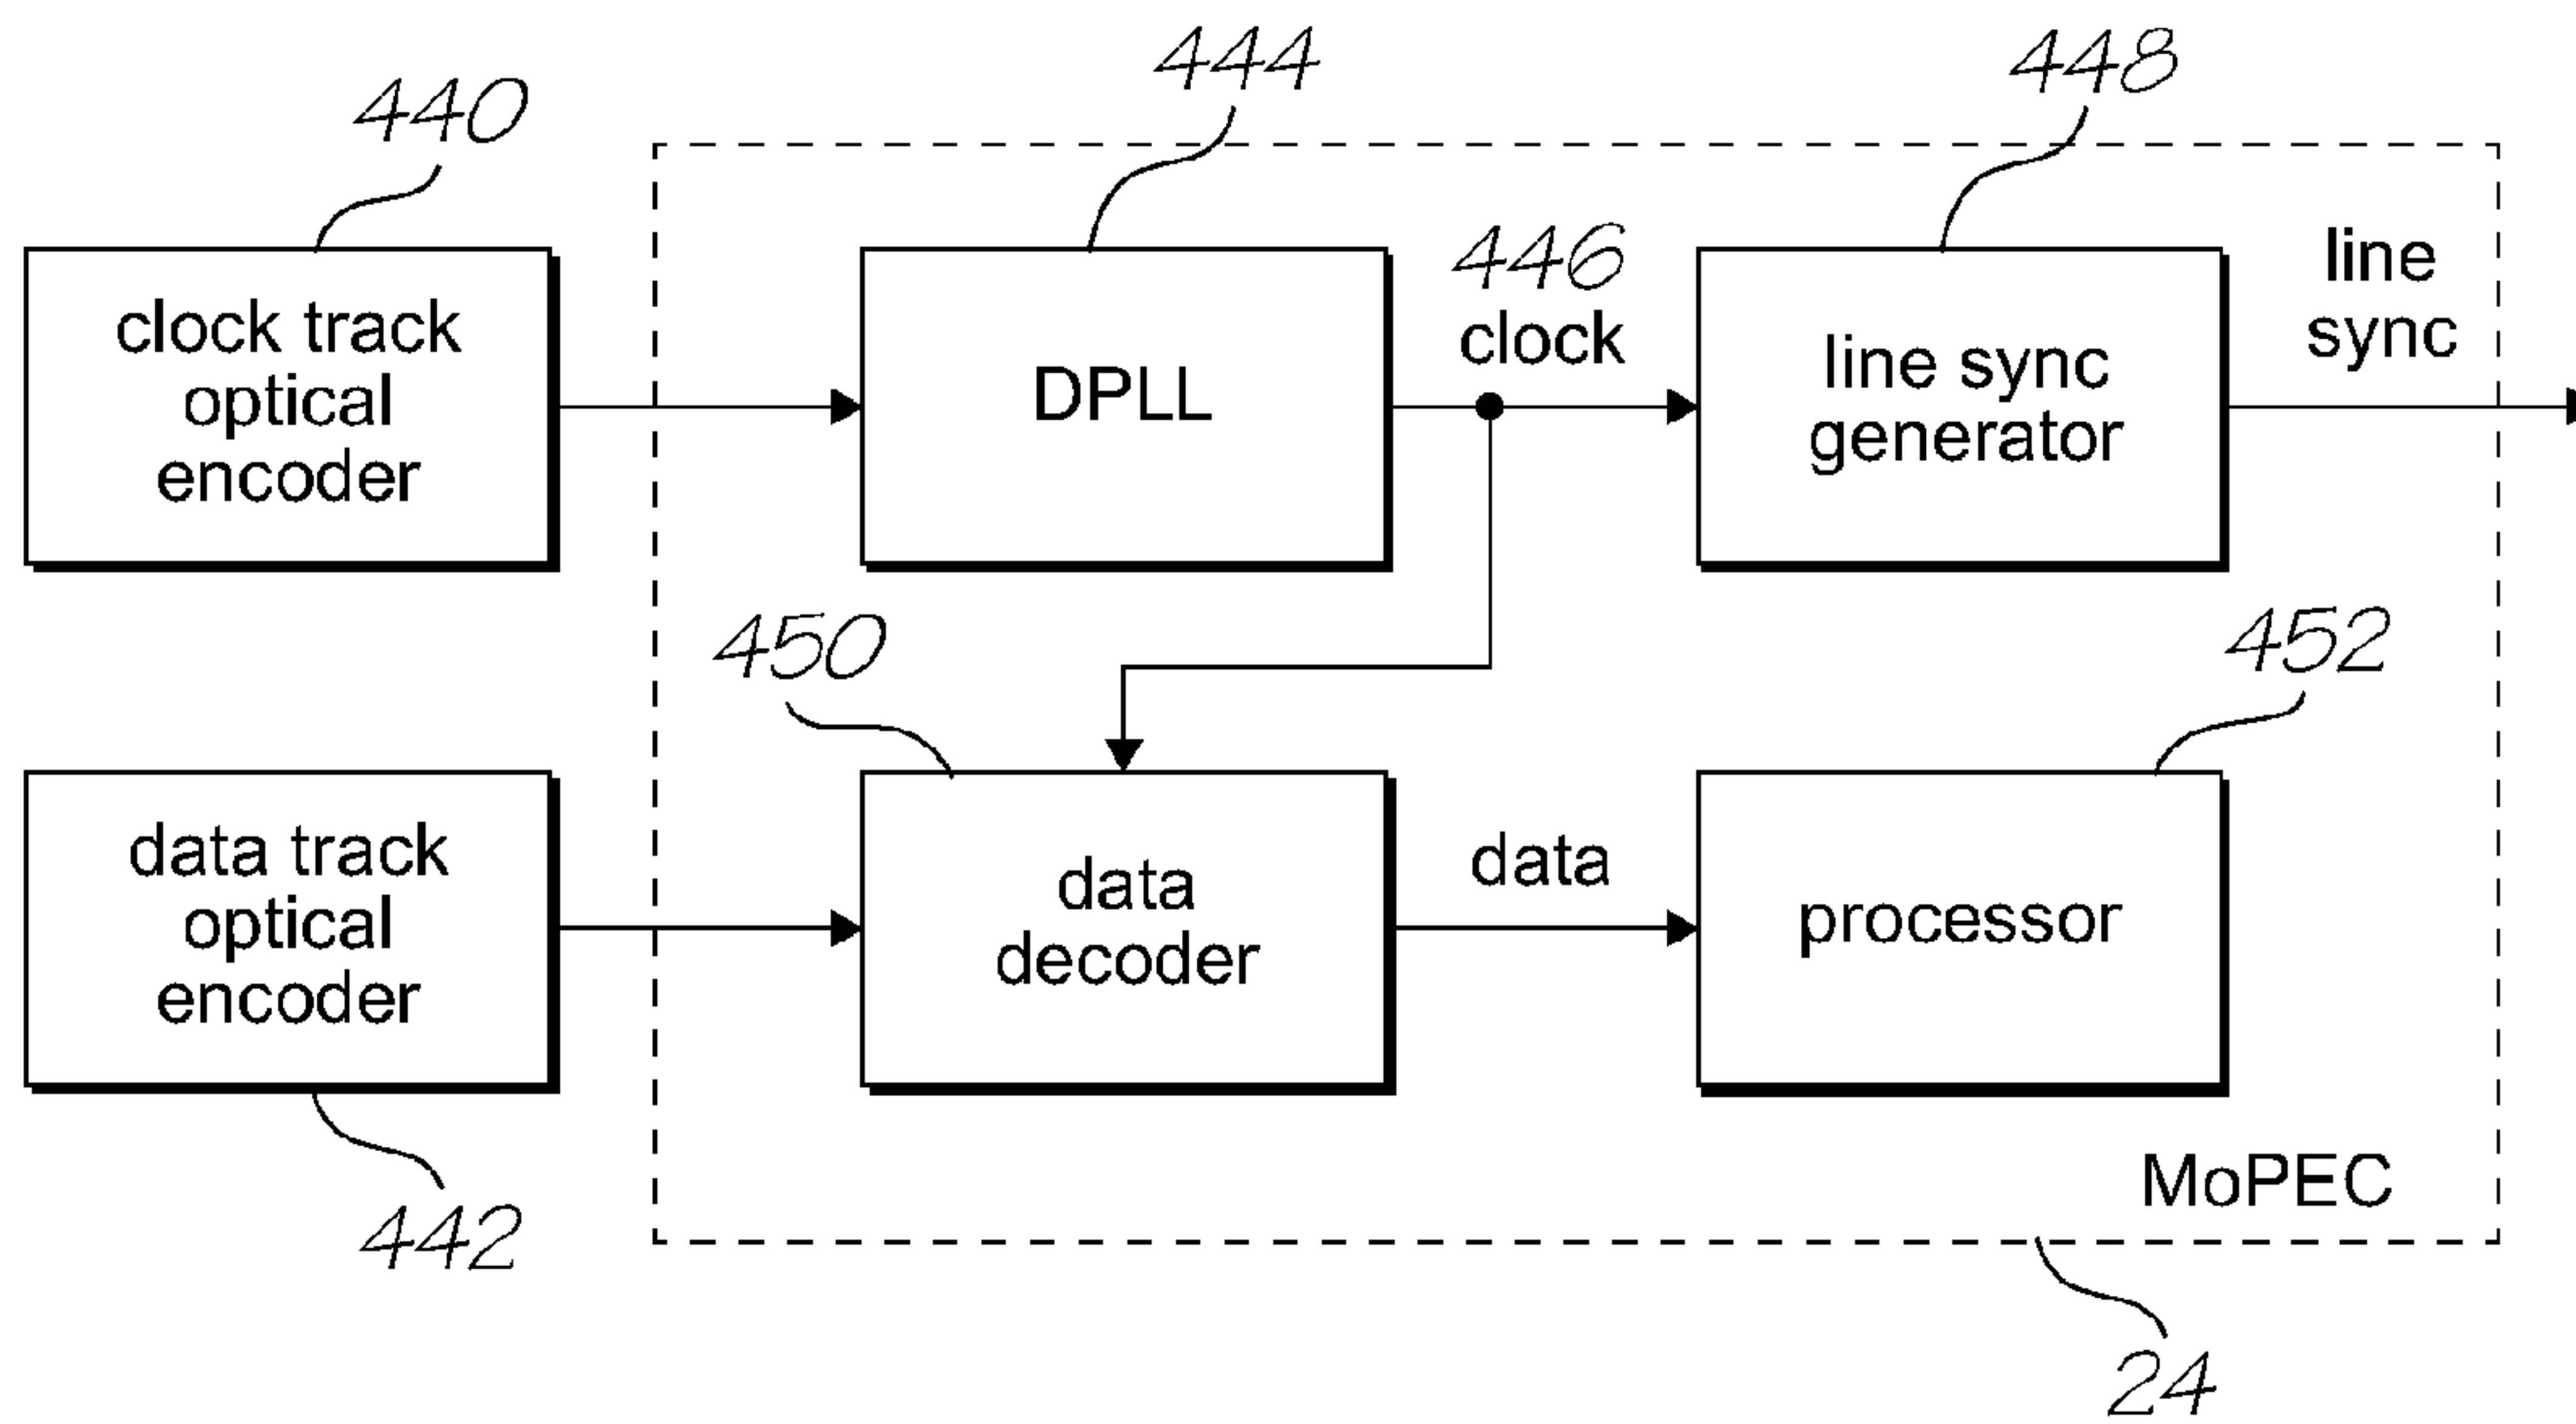 440
444
448
clock track
optical
encoder
DPLL
446
clock
line sync
generator
line
sync
450
452
data track
optical
encoder
data
decoder
data
processor
MoPEC
442
24